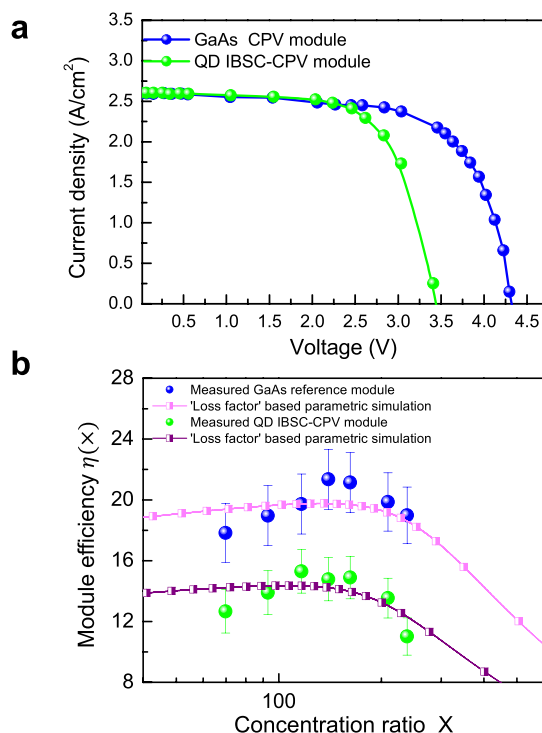 a
GaAs CPV module
QD IBSC-CPV module
Current density (A/cm²)
3.5
3.0
2.5
2.0
1.5
1.0
0.5
0.0
0.5 1.0 1.5 2.0 2.5 3.0 3.5 4.0 4.5
Voltage (V)
b
Measured GaAs reference module
'Loss factor' based parametric simulation
Measured QD IBSC-CPV module
'Loss factor' based parametric simulation
Module efficiency η(×)
28
24
20
16
12
8
100
Concentration ratio X